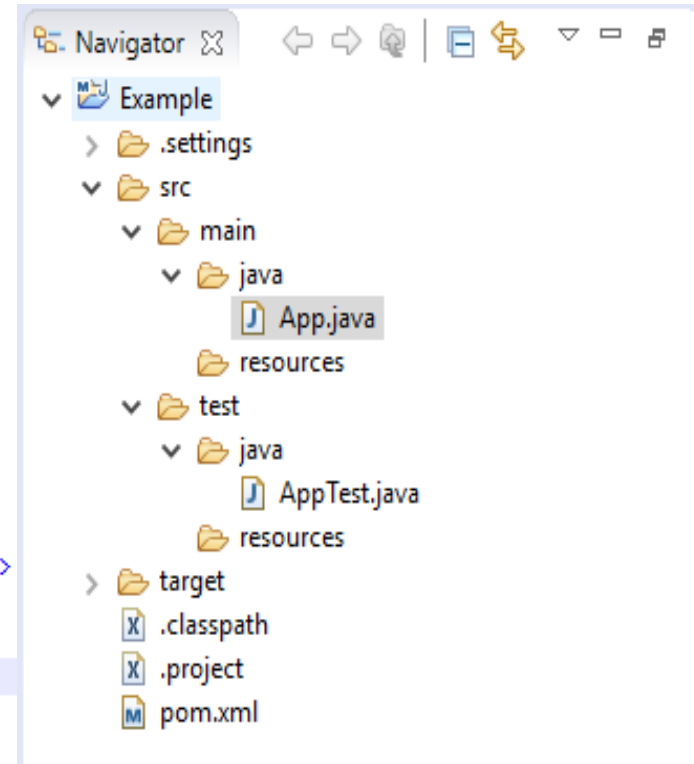 Navigator
Example
.settings
src
main
java
App.java
resources
test
java
AppTest.java
resources
target
.classpath
.project
pom.xml